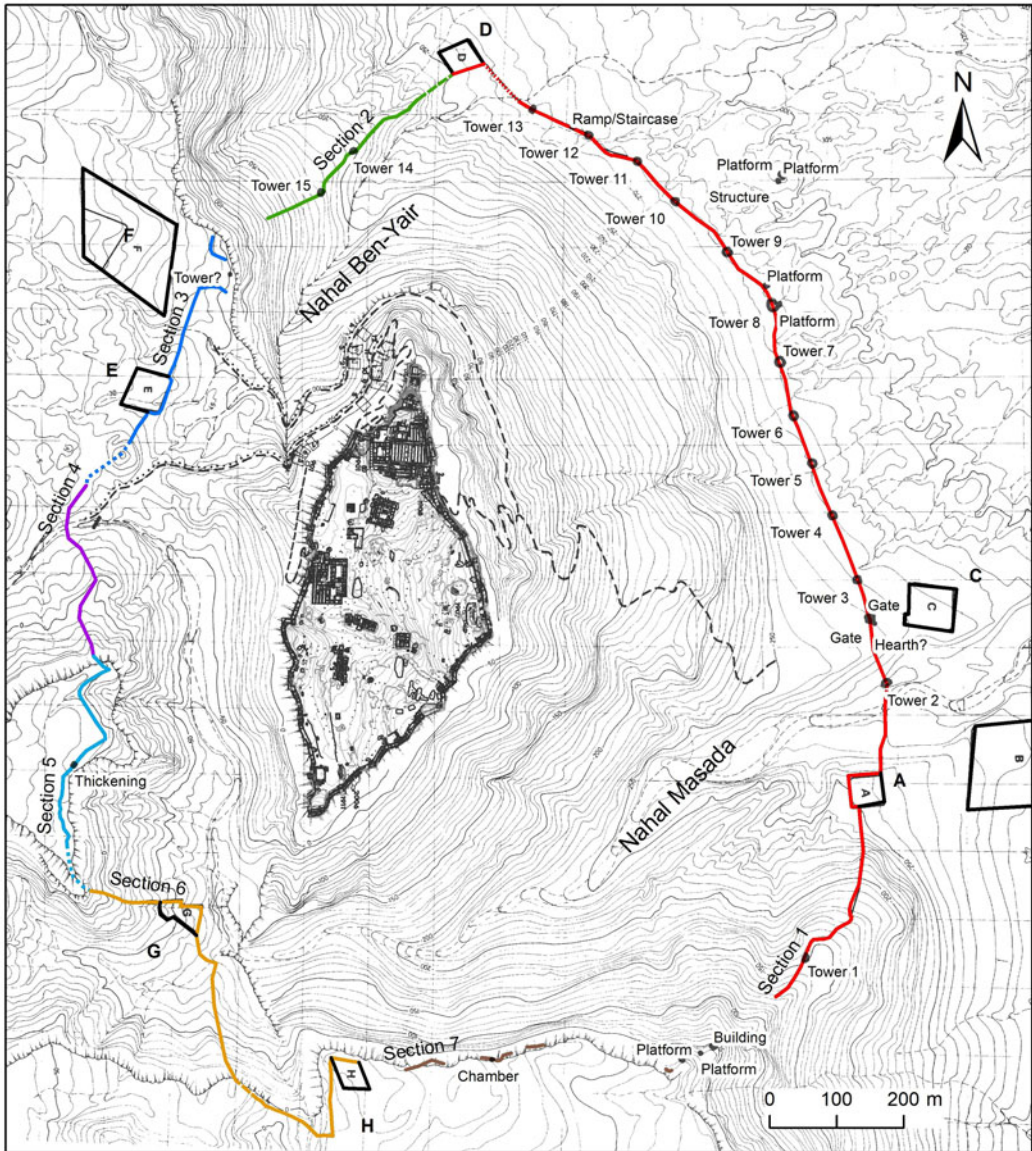 D
D
N
Section 2
Tower 13
Ramp/Staircase
Tower 12
Tower 14
Tower 15
Tower 11
Platform
Platform
Structure
Tower 10
Nahal Ben-Yair
Tower 9
F
F
Tower?
Section 3
Platform
Tower 8
Platform
Tower 7
E
E
Tower 6
Tower 5
Section 4
Tower 4
C
C
Tower 3
Gate
Gate
Hearth?
Tower 2
Nahal Masada
B
A
A
Thickening
Section 5
Section 6
G
G
Section 1
Tower 1
Section 7
Building
Platform
Platform
Chamber
H
H
0 100 200 m